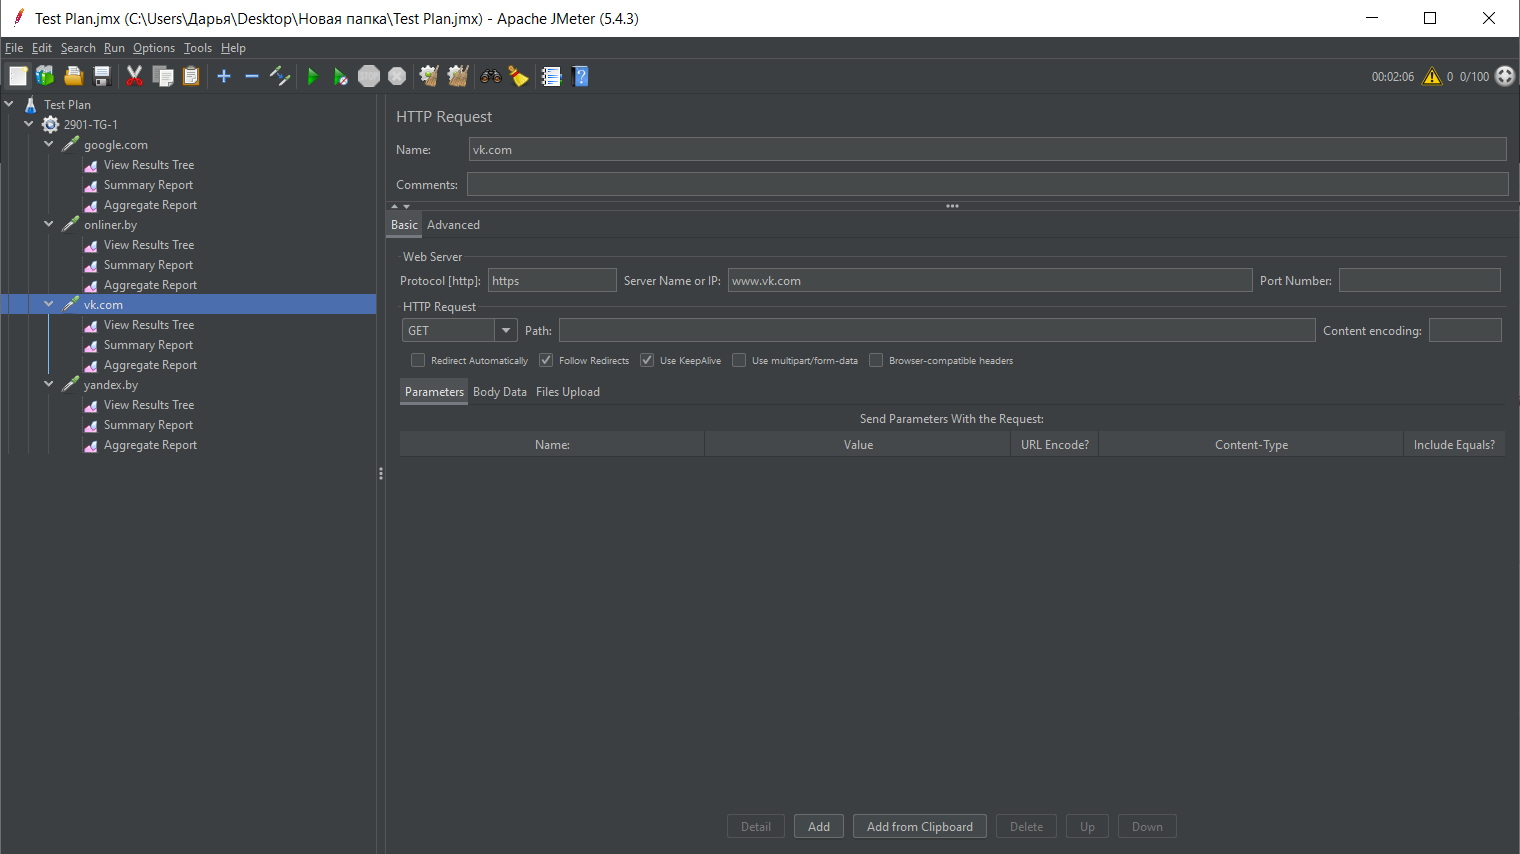 Test Plan.jmx (C:\Users\Дарья\Desktop\Новая папка\Test Plan.jmx) - Apache JMeter (5.4.3)
File Edit Search Run Options Tools Help
STOP
00:02:06 0 0/100
Test Plan
2901-TG-1
google.com
View Results Tree
Summary Report
Aggregate Report
onliner.by
View Results Tree
Summary Report
Aggregate Report
vk.com
View Results Tree
Summary Report
Aggregate Report
yandex.by
View Results Tree
Summary Report
Aggregate Report
HTTP Request
Name: vk.com
Comments:
Basic Advanced
Web Server
Protocol [http]: https Server Name or IP: www.vk.com Port Number:
HTTP Request
GET Path: Content encoding:
Redirect Automatically Follow Redirects Use KeepAlive Use multipart/form-data Browser-compatible headers
Parameters Body Data Files Upload
Send Parameters With the Request:
Name: Value URL Encode? Content-Type Include Equals?
Detail Add Add from Clipboard Delete Up Down